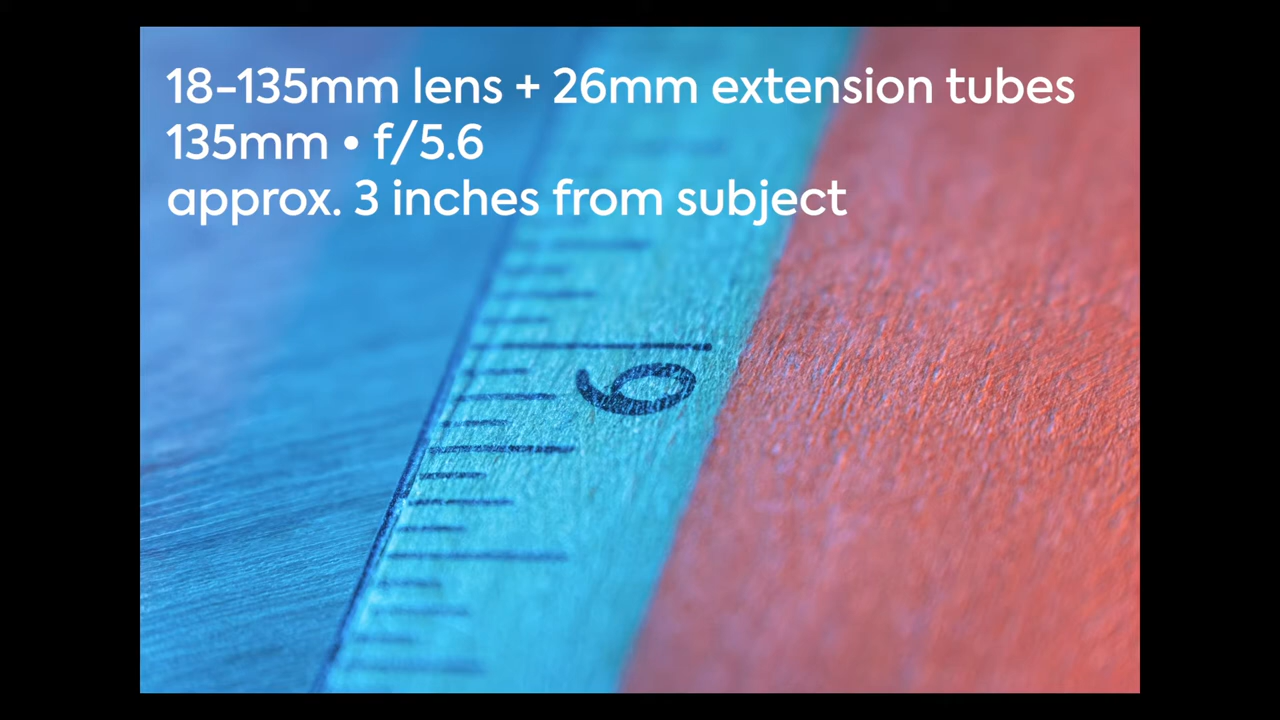 18-135mm lens + 26mm extension tubes
135mm • f/5.6
approx. 3 inches from subject
6